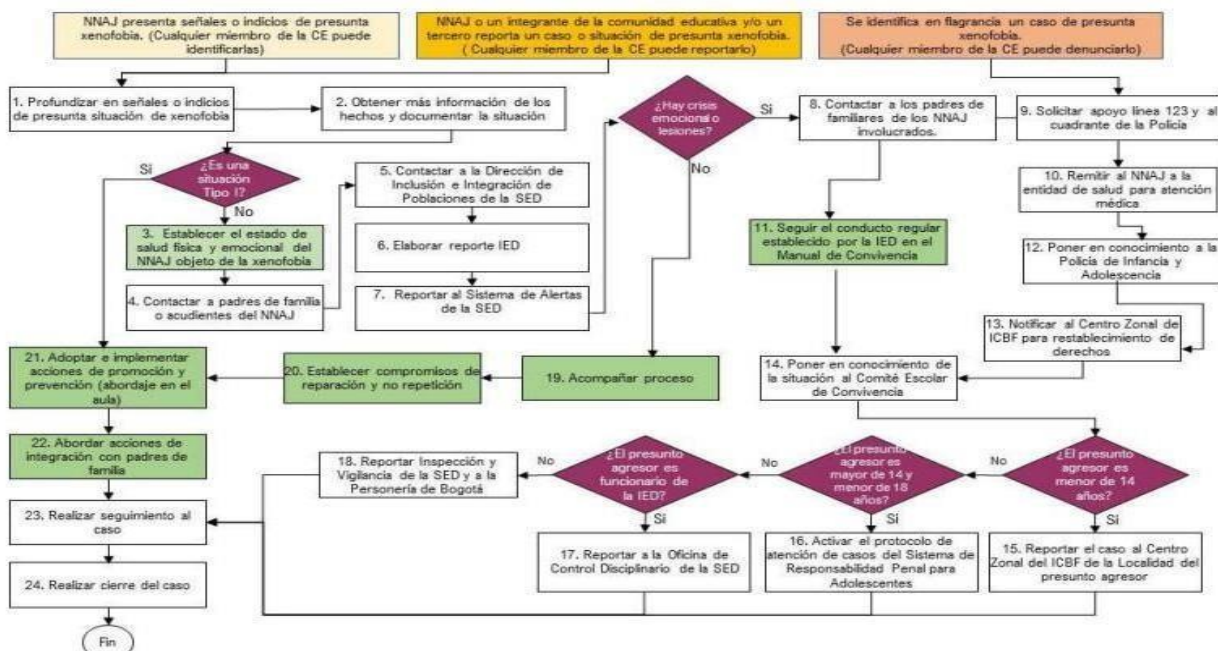 NNAJ presenta señales o indicios de presunta
xenofobia. (Cualquier miembro de la CE puede
identificarlas)
NNAJ o un integrante de la comunidad educativa y/o un
tercero reporta un caso o situación de presunta xenofobia.
( Cualquier miembro de la CE puede reportarlo)
Se identifica en flagrancia un caso de presunta
xenofobia.
(Cualquier miembro de la CE puede denunciarlo)
1. Profundizar en señales o indicios
de presunta situación de xenofobia
2. Obtener más información de los
hechos y documentar la situación
¿Hay crisis
emocional o
lesiones?
Sí
No
8. Contactar a los padres de
familiares de los NNAJ
involucrados.
9. Solicitar apoyo línea 123 y al
cuadrante de la Policía
Sí
¿Es una
situación
Tipo I?
No
5. Contactar a la Dirección de
Inclusión e Integración de
Poblaciones de la SED
10. Remitir al NNAJ a la
entidad de salud para atención
médica
3. Establecer el estado de
salud física y emocional del
NNAJ objeto de la xenofobia
6. Elaborar reporte IED
11. Seguir el conducto regular
establecido por la IED en el
Manual de Convivencia
12. Poner en conocimiento a la
Policía de Infancia y
Adolescencia
4. Contactar a padres de familia
o acudientes del NNAJ
7. Reportar al Sistema de Alertas
de la SED
13. Notificar al Centro Zonal de
ICBF para restablecimiento de
derechos
21. Adoptar e implementar
acciones de promoción y
prevención (abordaje en el
aula)
20. Establecer compromisos de
reparación y no repetición
19. Acompañar proceso
14. Poner en conocimiento de
la situación al Comité Escolar
de Convivencia
22. Abordar acciones de
integración con padres de
familia
18. Reportar Inspección y
Vigilancia de la SED y a la
Personería de Bogotá
No
¿El presunto
agresor es
funcionario de
la IED?
Sí
No
¿El presunto
agresor es
mayor de 14 y
menor de 18
años?
Sí
No
¿El presunto
agresor es
menor de 14
años?
Sí
23. Realizar seguimiento al
caso
17. Reportar a la Oficina de
Control Disciplinario de la SED
16. Activar el protocolo de
atención de casos del Sistema de
Responsabilidad Penal para
Adolescentes
15. Reportar el caso al Centro
Zonal del ICBF de la Localidad del
presunto agresor
24. Realizar cierre del caso
Fin